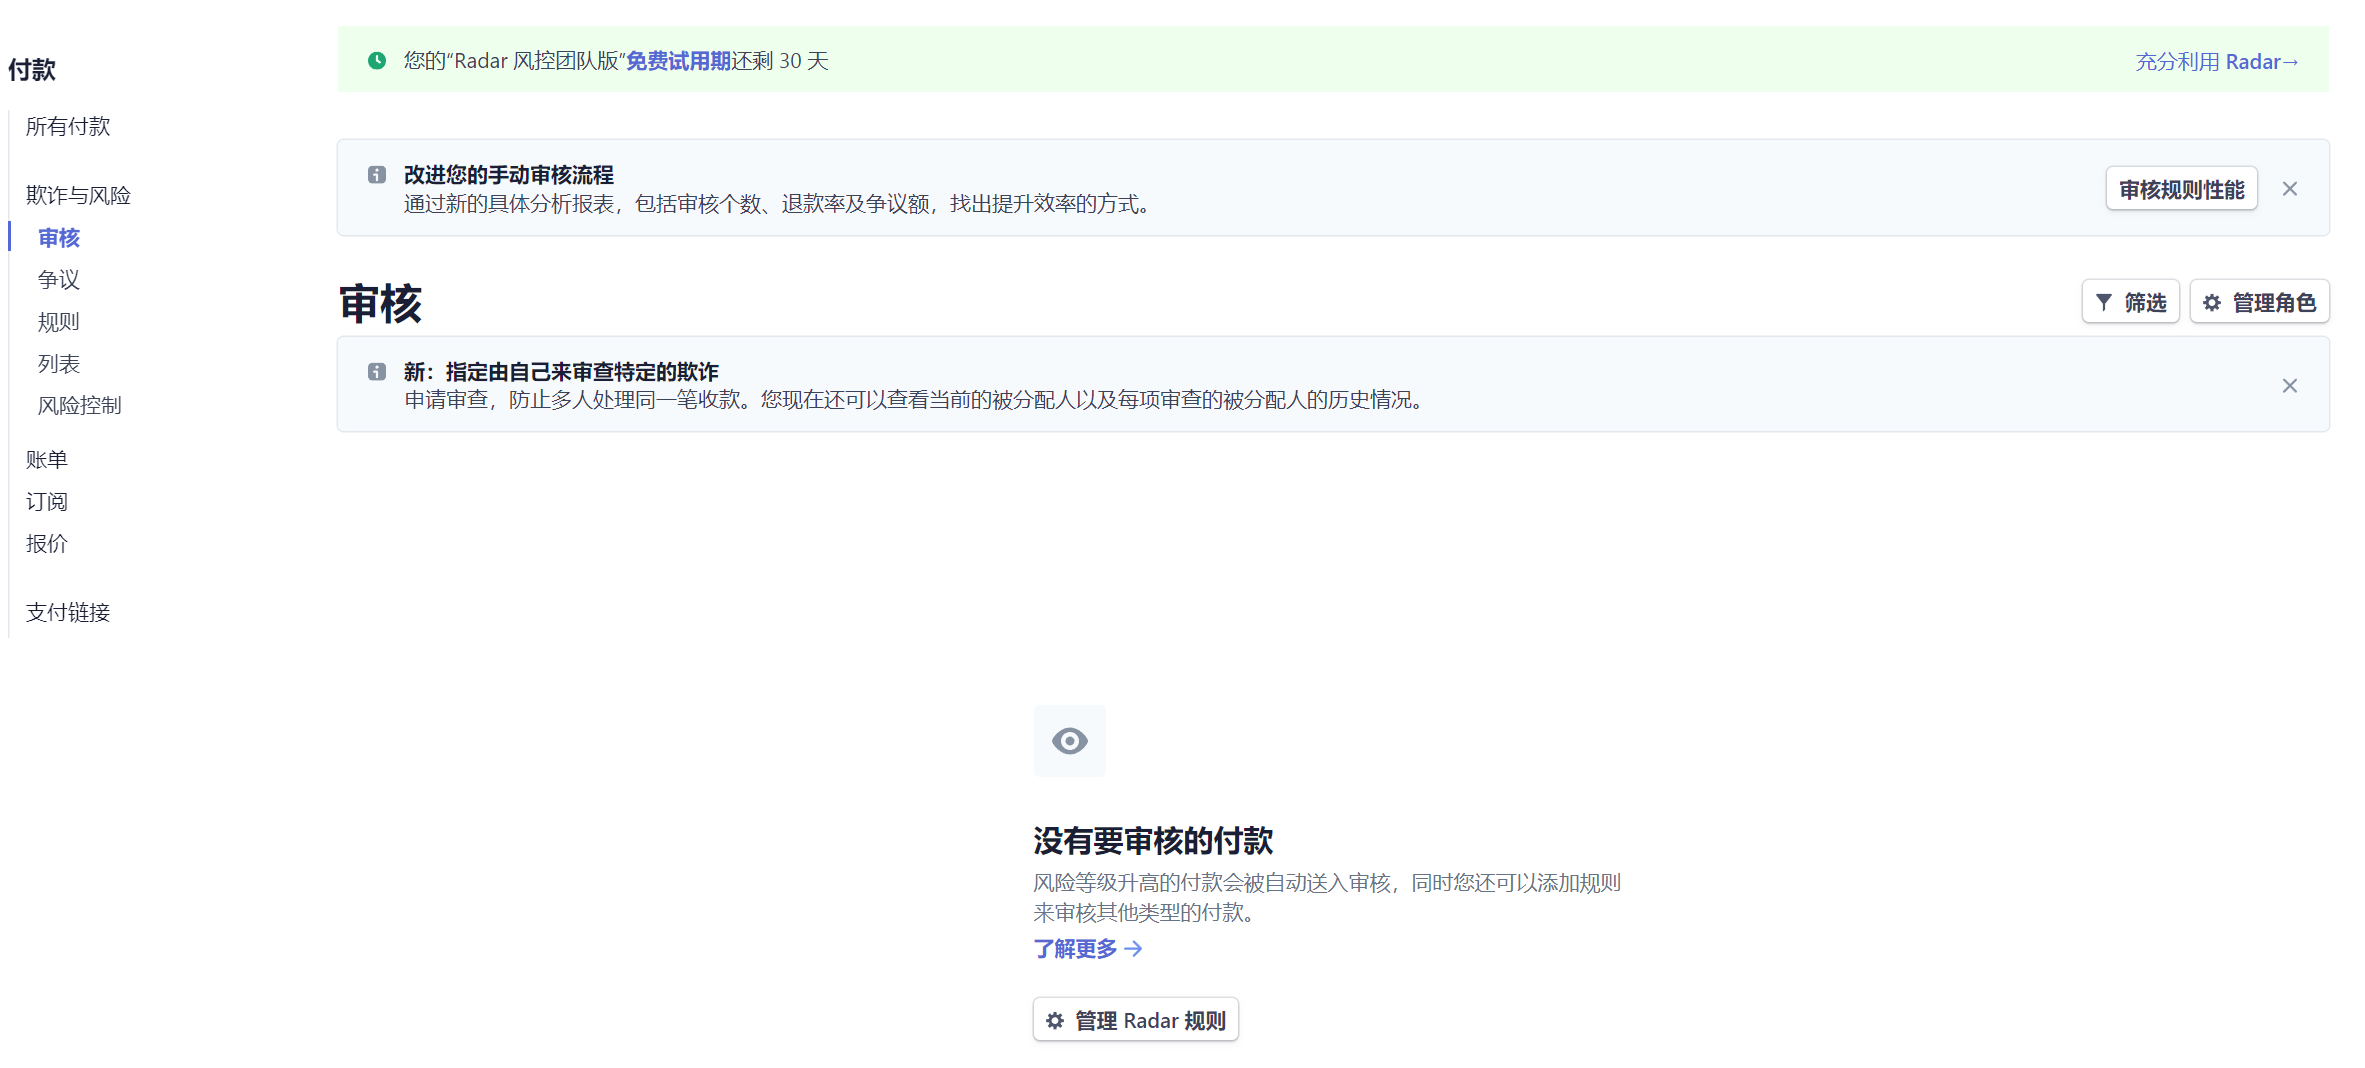 付款
所有付款
欺诈与风险
审核
争议
规则
列表
风险控制
账单
订阅
报价
支付链接
您的“Radar 风控团队版”免费试用期还剩 30 天
充分利用 Radar→
改进您的手动审核流程
通过新的具体分析报表，包括审核个数、退款率及争议额，找出提升效率的方式。
审核规则性能
审核
筛选
管理角色
新：指定由自己来审查特定的欺诈
申请审查，防止多人处理同一笔收款。您现在还可以查看当前的被分配人以及每项审查的被分配人的历史情况。
没有要审核的付款
风险等级升高的付款会被自动送入审核，同时您还可以添加规则
来审核其他类型的付款。
了解更多
管理 Radar 规则